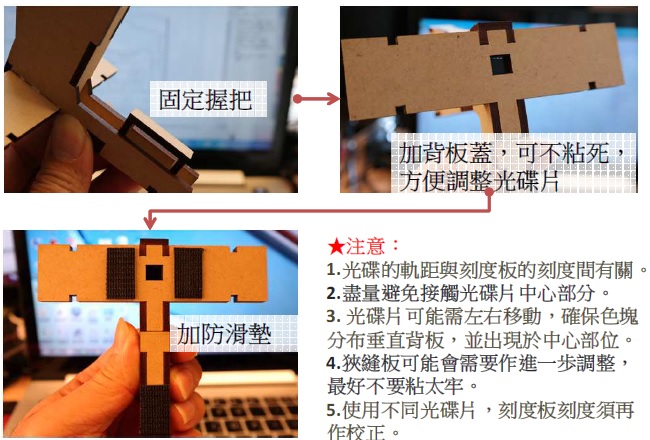 固定握把
加背板蓋，可不粘死，
方便調整光碟片
加防滑墊
★注意：
1.光碟的軌距與刻度板的刻度間有關。
2.盡量避免接觸光碟片中心部分。
3. 光碟片可能需左右移動，確保色塊
分布垂直背板，並出現於中心部位。
4.狹縫板可能會需要作進一步調整，
最好不要粘太牢。
5.使用不同光碟片，刻度板刻度須再
作校正。